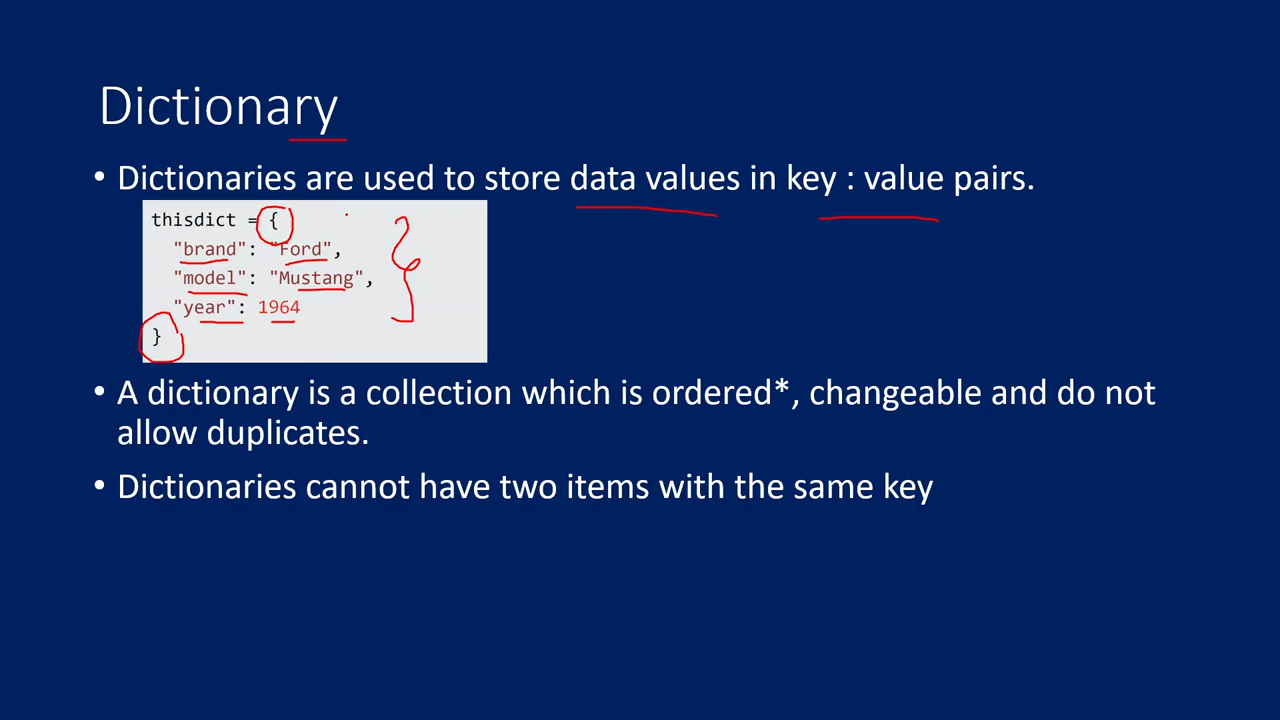 Dictionary
• Dictionaries are used to store data values in key : value pairs.
thisdict = {
"brand": "Ford",
"model": "Mustang",
"year": 1964
}
• A dictionary is a collection which is ordered*, changeable and do not
allow duplicates.
• Dictionaries cannot have two items with the same key